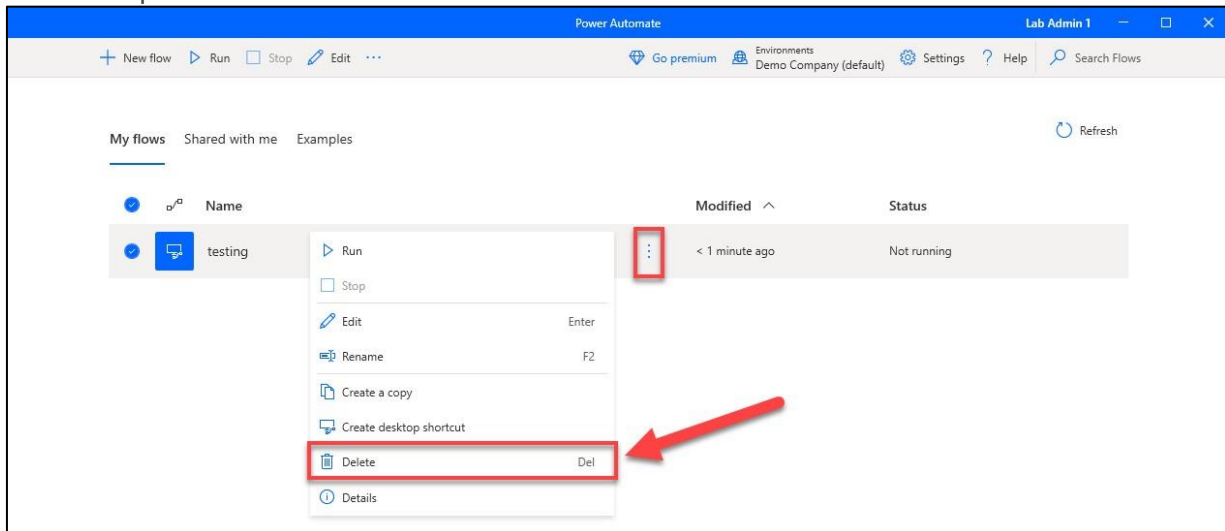 Power Automate Lab Admin 1
New flow Run Stop Edit ... Go premium Environments Demo Company (default) Settings ? Help Search Flows
My flows Shared with me Examples Refresh
Name Modified Status
testing < 1 minute ago Not running
Run
Stop
Edit Enter
Rename F2
Create a copy
Create desktop shortcut
Delete Del
Details